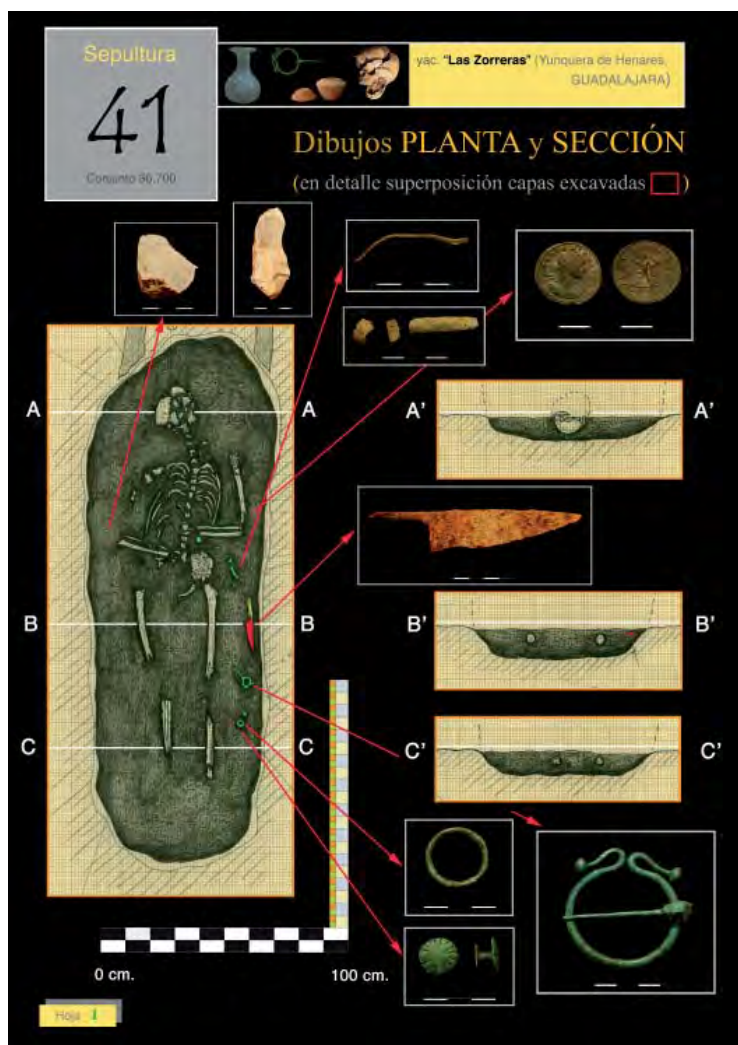 Sepultura
41
Conjunto 30.700
yac. "Las Zorreras" (Yunquera de Henares,
GUADALAJARA)
Dibujos PLANTA y SECCIÓN
(en detalle superposición capas excavadas )
A A A' A'
B B B' B'
C C C' C'
0 cm. 100 cm.
Hoja 1